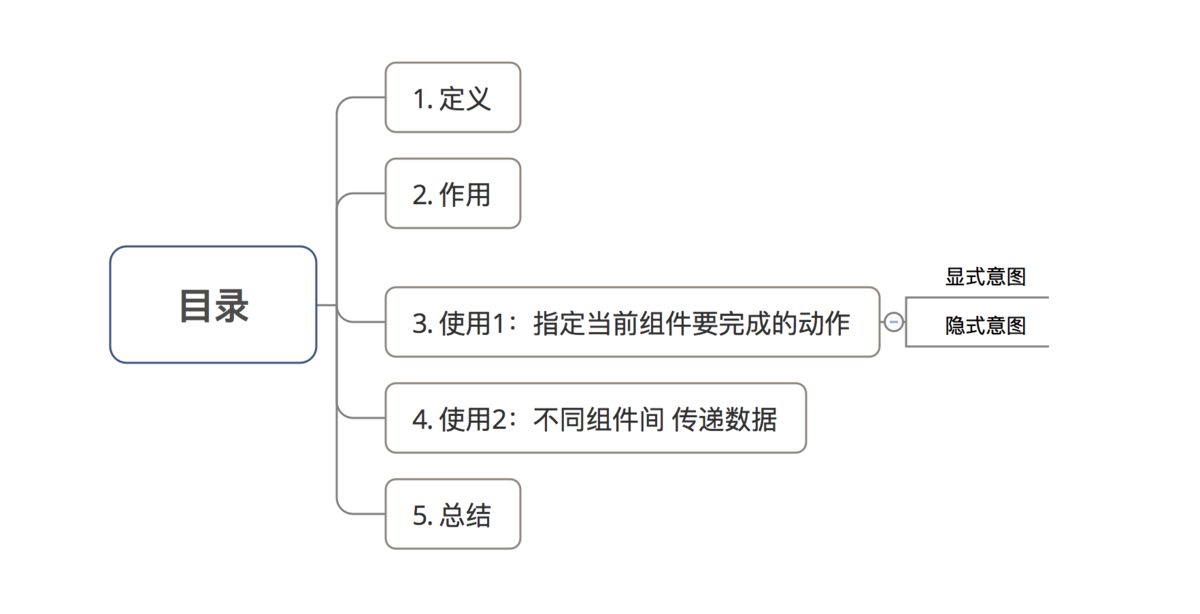 目录
1. 定义
2. 作用
3. 使用1：指定当前组件要完成的动作
显式意图
隐式意图
4. 使用2：不同组件间 传递数据
5. 总结